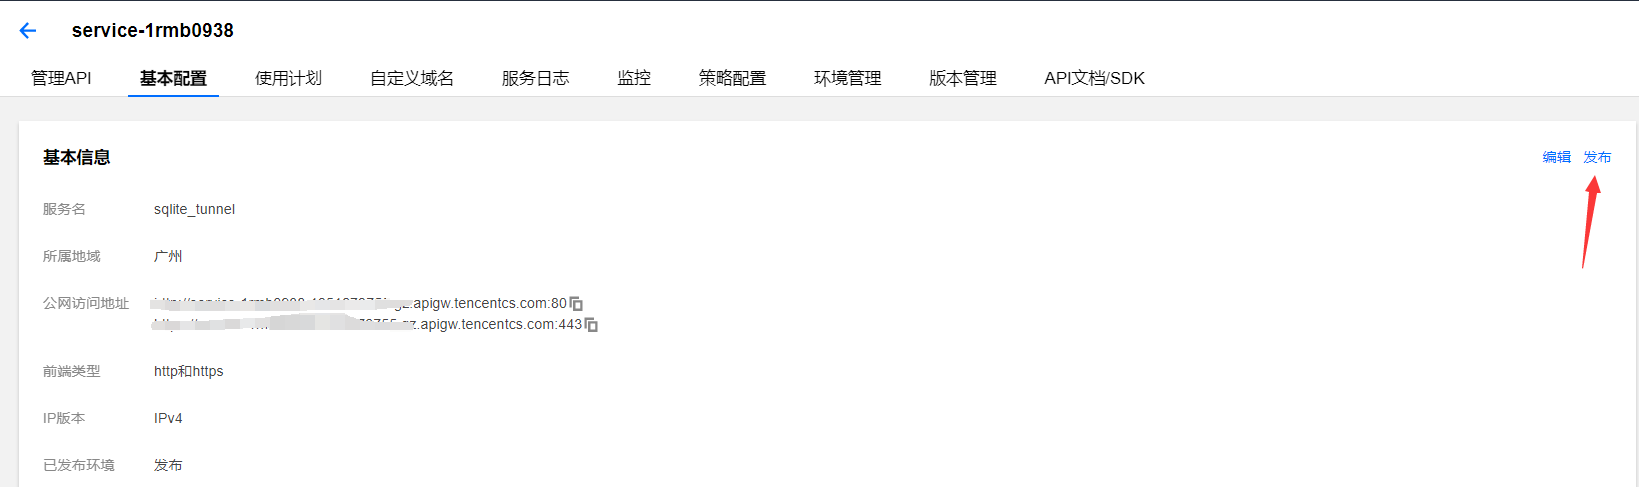 service-1rmb0938
管理API 基本配置 使用计划 自定义域名 服务日志 监控 策略配置 环境管理 版本管理 API文档/SDK
基本信息 编辑 发布
服务名 sqlite_tunnel
所属地域 广州
公网访问地址 gz.apigw.tencentcs.com:80
gz.apigw.tencentcs.com:443
前端类型 http和https
IP版本 IPv4
已发布环境 发布